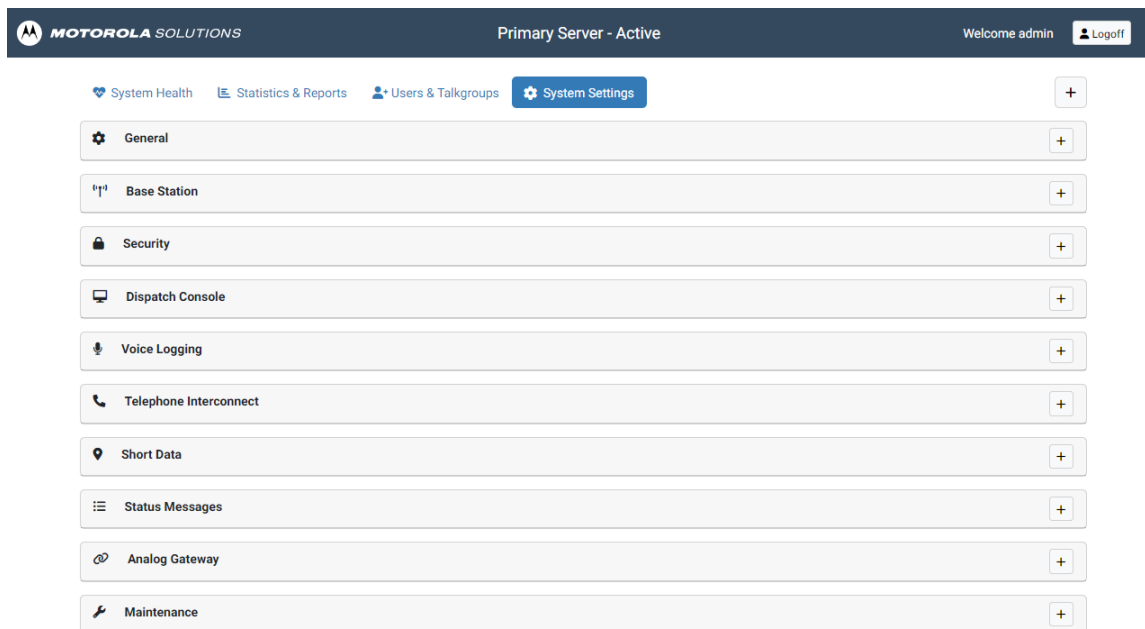 MOTOROLA SOLUTIONS
Primary Server - Active
Welcome admin
Logoff
System Health
Statistics & Reports
Users & Talkgroups
System Settings
+
General
+
Base Station
+
Security
+
Dispatch Console
+
Voice Logging
+
Telephone Interconnect
+
Short Data
+
Status Messages
+
Analog Gateway
+
Maintenance
+